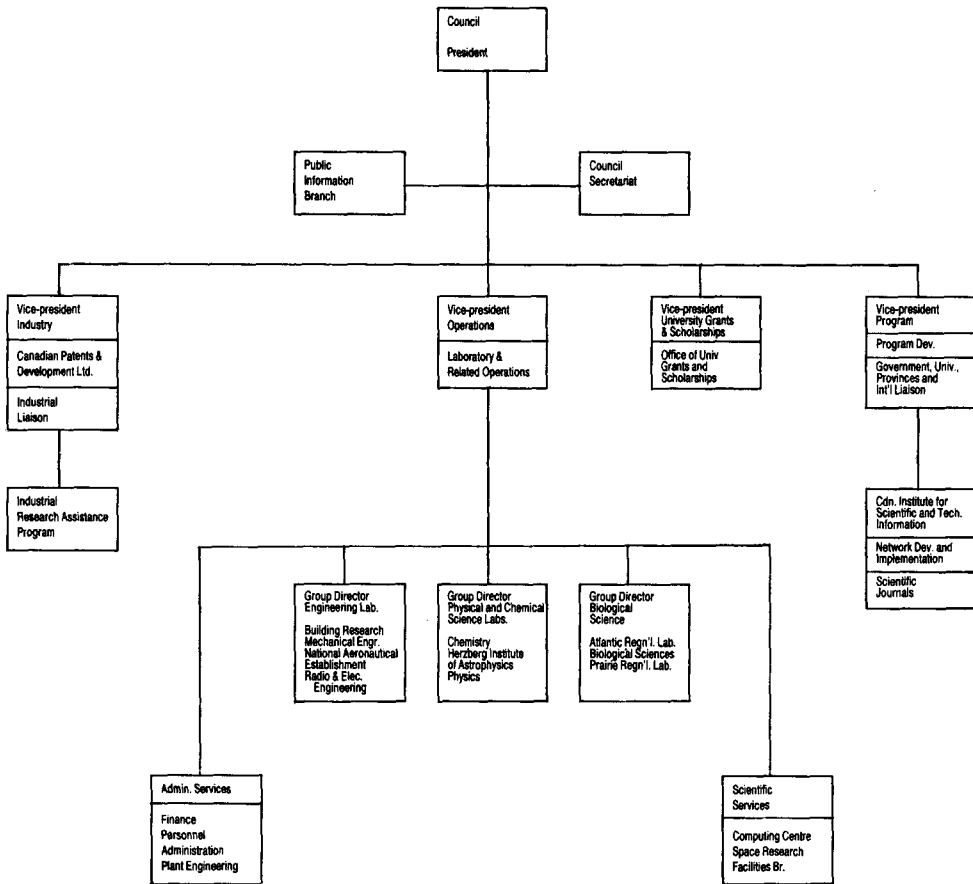 Council
President
Public
Information
Branch
Council
Secretariat
Vice-president
Industry
Canadian Patents &
Development Ltd.
Industrial
Liaison
Vice-president
Operations
Laboratory &
Related Operations
Vice-president
University Grants
& Scholarships
Office of Univ
Grants and
Scholarships
Vice-president
Program
Program Dev.
Government, Univ.,
Provinces and
Int'l Liaison
Industrial
Research Assistance
Program
Cdn. Institute for
Scientific and Tech.
Information
Network Dev. and
Implementation
Scientific
Journals
Group Director
Engineering Lab.
Building Research
Mechanical Engr.
National Aeronautical
Establishment
Radio & Elec.
Engineering
Group Director
Physical and Chemical
Science Labs.
Chemistry
Herzberg Institute
of Astrophysics
Physics
Group Director
Biological
Science
Atlantic Regn'l. Lab.
Biological Sciences
Prairie Regn'l. Lab.
Admin. Services
Finance
Personnel
Administration
Plant Engineering
Scientific
Services
Computing Centre
Space Research
Facilities Br.